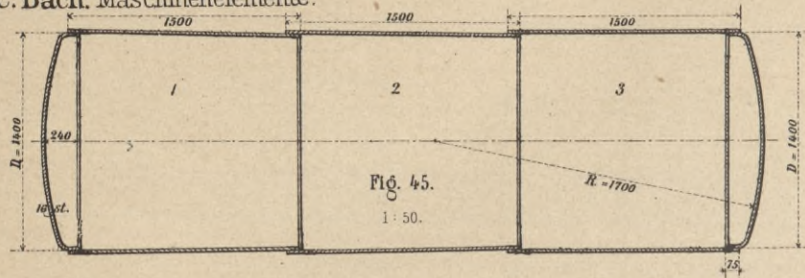 C. Bach, Maschinenelemente.
1500 1500 1500
1 2 3
D = 1400
240
16 st.
Fig. 45.
1 : 50.
R = 1700
D = 1400
75